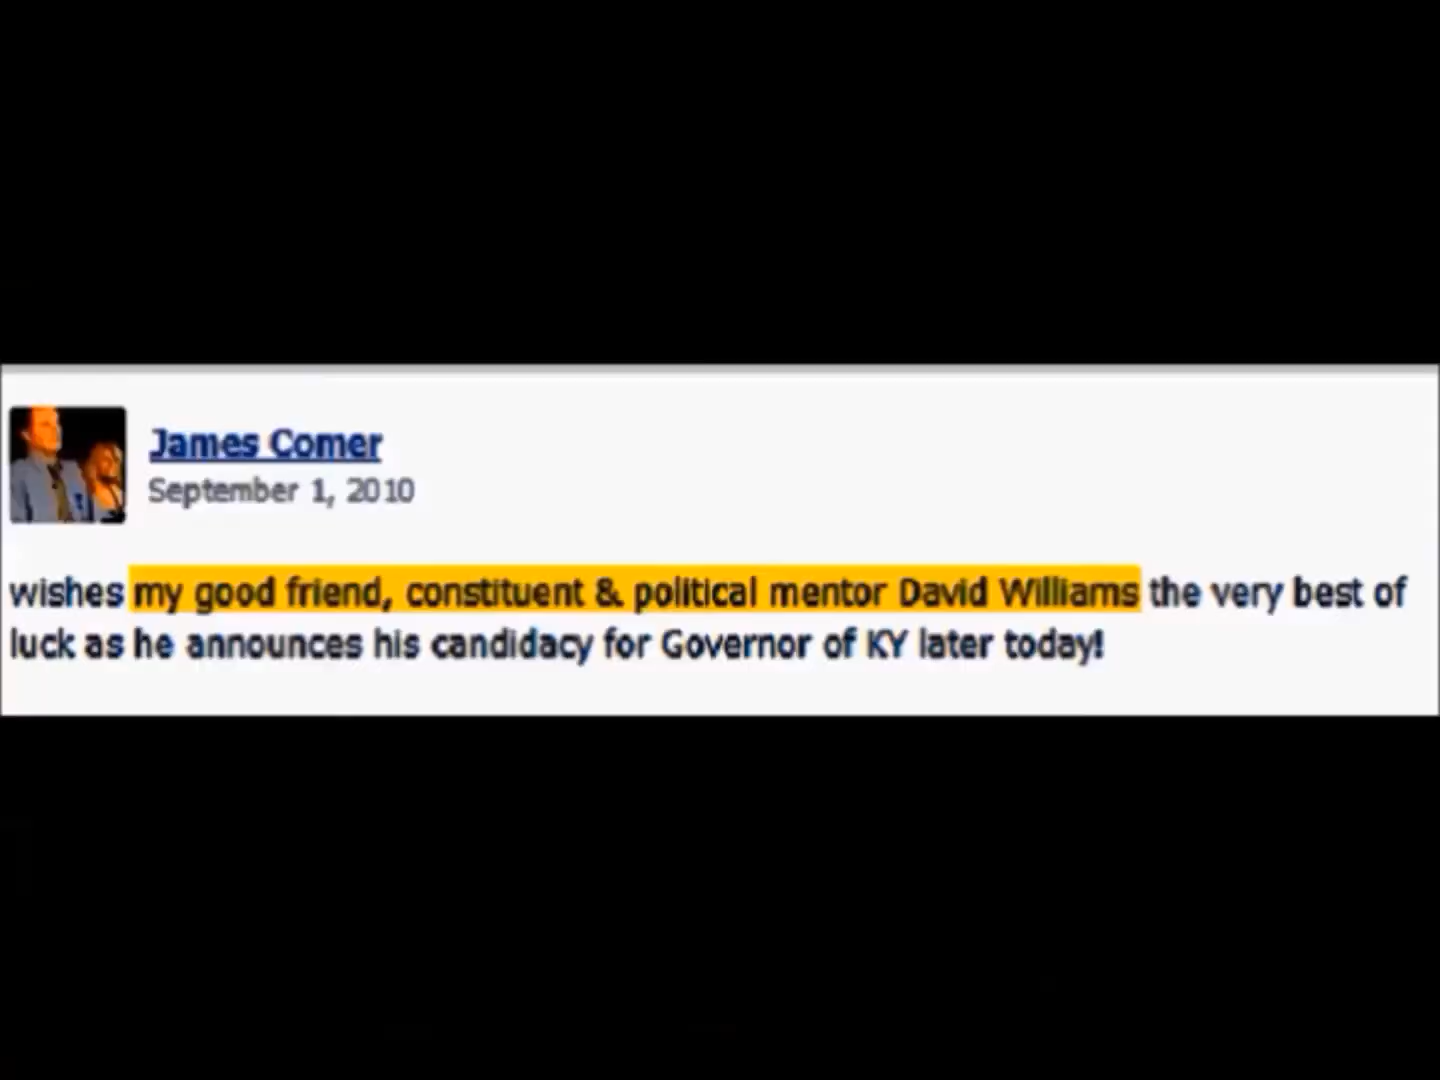 James Comer
September 1, 2010
wishes my good friend, constituent & political mentor David Williams the very best of
luck as he announces his candidacy for Governor of KY later today!